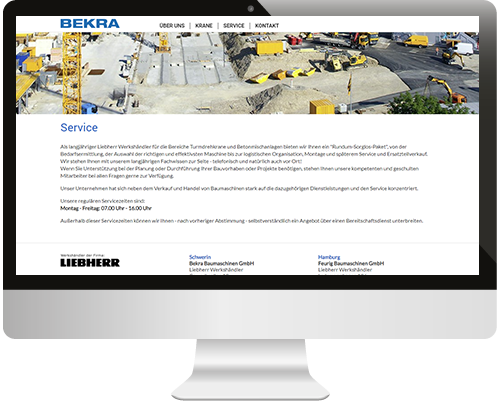 BEKRA
ÜBER UNS | KRANE | SERVICE | KONTAKT
Service
Als langjähriger Liebherr Werkshändler für die Bereiche Turmdrehkrane und Betonmischanlagen bieten wir Ihnen ein "Rundum-Sorglos-Paket", von der
Bedarfsermittlung, der Auswahl der richtigen und effektivsten Maschine bis zur logistischen Organisation, Montage und späterem Service und Ersatzteilverkauf.
Wir stehen Ihnen mit unserem langjährigen Fachwissen zur Seite - telefonisch und natürlich auch vor Ort!
Wenn Sie Unterstützung bei der Planung oder Durchführung Ihrer Bauvorhaben oder Projekte benötigen, stehen Ihnen unsere kompetenten und geschulten
Mitarbeiter bei allen Fragen gerne zur Verfügung.
Unser Unternehmen hat sich neben dem Verkauf und Handel von Baumaschinen stark auf die dazugehörigen Dienstleistungen und den Service konzentriert.
Unsere regulären Servicezeiten sind:
Montag - Freitag: 07.00 Uhr - 16.00 Uhr
Außerhalb dieser Servicezeiten können wir Ihnen - nach vorheriger Abstimmung - selbstverständlich ein Angebot über einen Bereitschaftsdienst unterbreiten.
Werkshändler der Firma
LIEBHERR
Schwerin
Bekra Baumaschinen GmbH
Liebherr Werkshändler
Hamburg
Feurig Baumaschinen GmbH
Liebherr Werkshändler